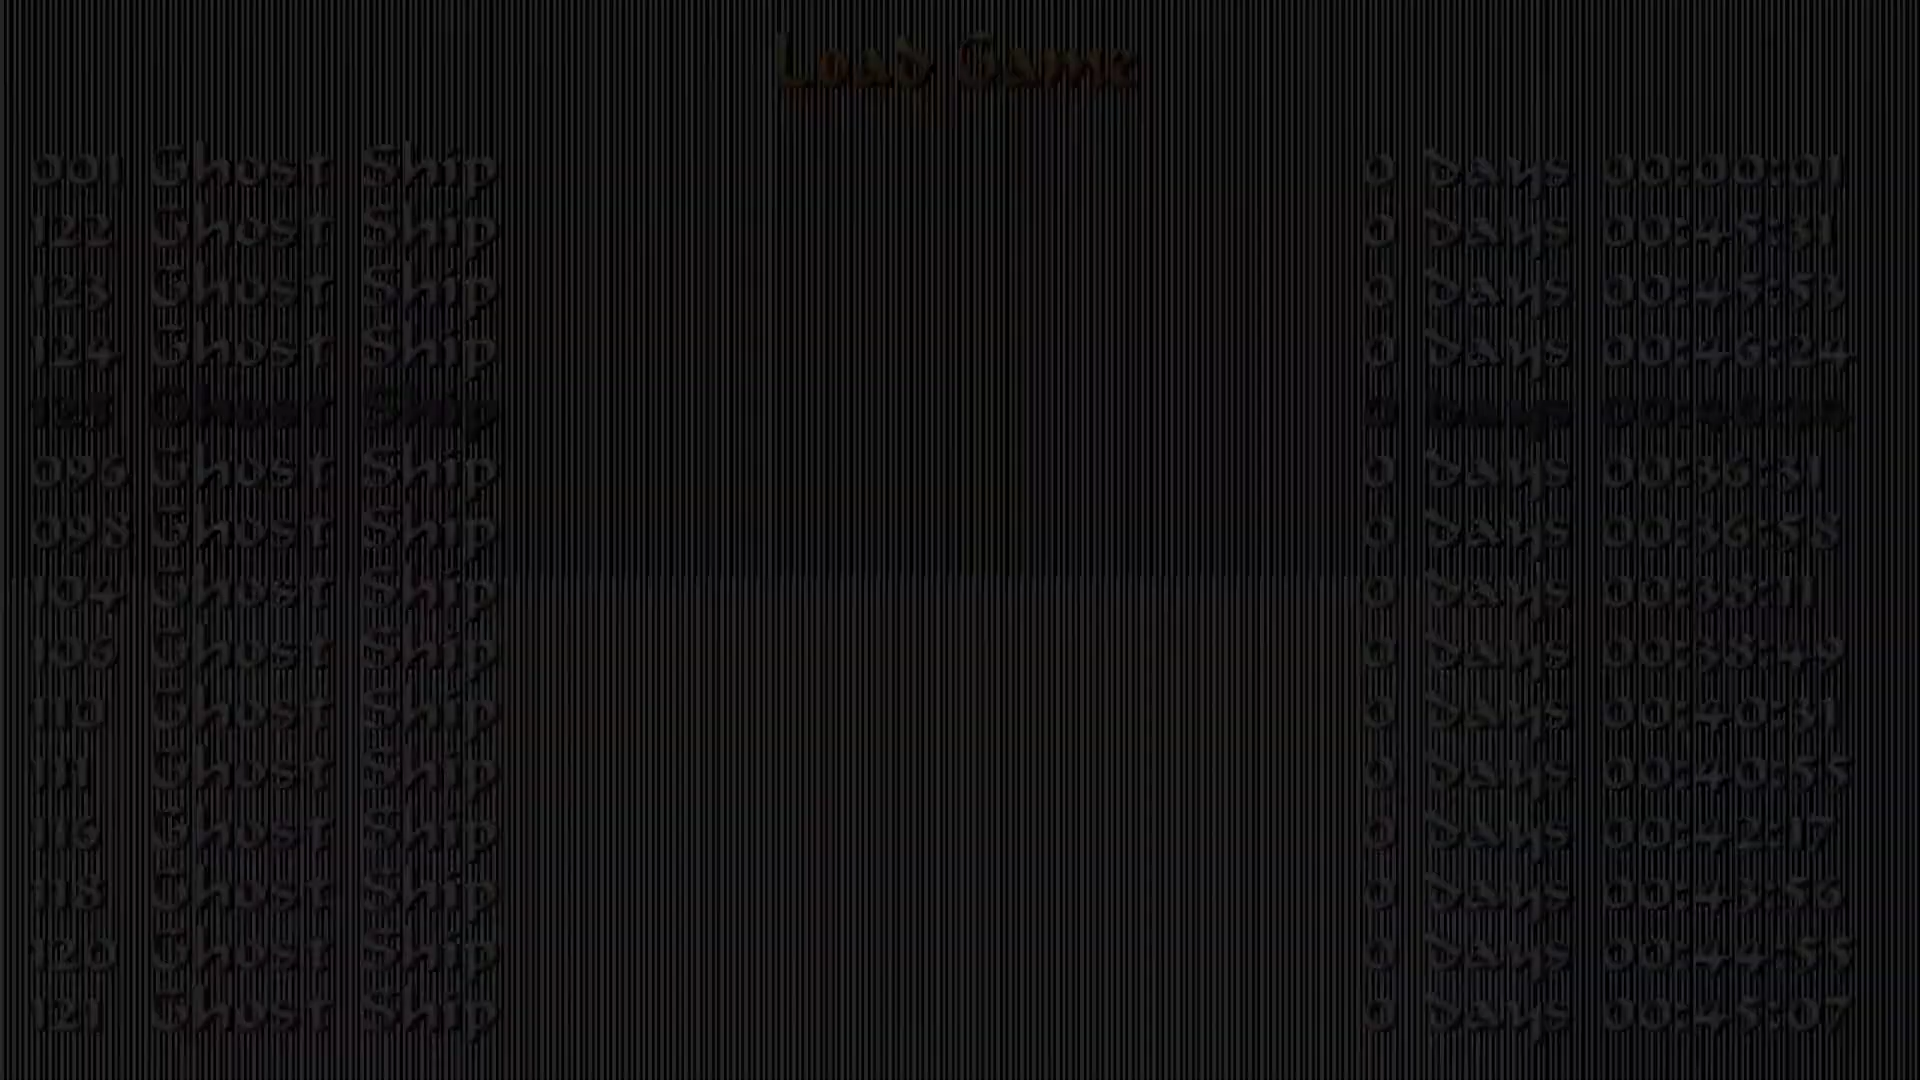 Load Game
001 Ghost Ship 0 Days 00:00:01
122 Ghost Ship 0 Days 00:45:31
123 Ghost Ship 0 Days 00:45:53
124 Ghost Ship 0 Days 00:46:24
125 Ghost Ship 0 Days
096 Ghost Ship 0 Days 00:36:31
098 Ghost Ship 0 Days 00:36:58
104 Ghost Ship 0 Days 00:38:11
106 Ghost Ship 0 Days 00:38:49
110 Ghost Ship 0 Days 00:40:31
111 Ghost Ship 0 Days 00:40:55
116 Ghost Ship 0 Days 00:42:17
118 Ghost Ship 0 Days 00:43:56
120 Ghost Ship 0 Days 00:44:55
121 Ghost Ship 0 Days 00:45:07